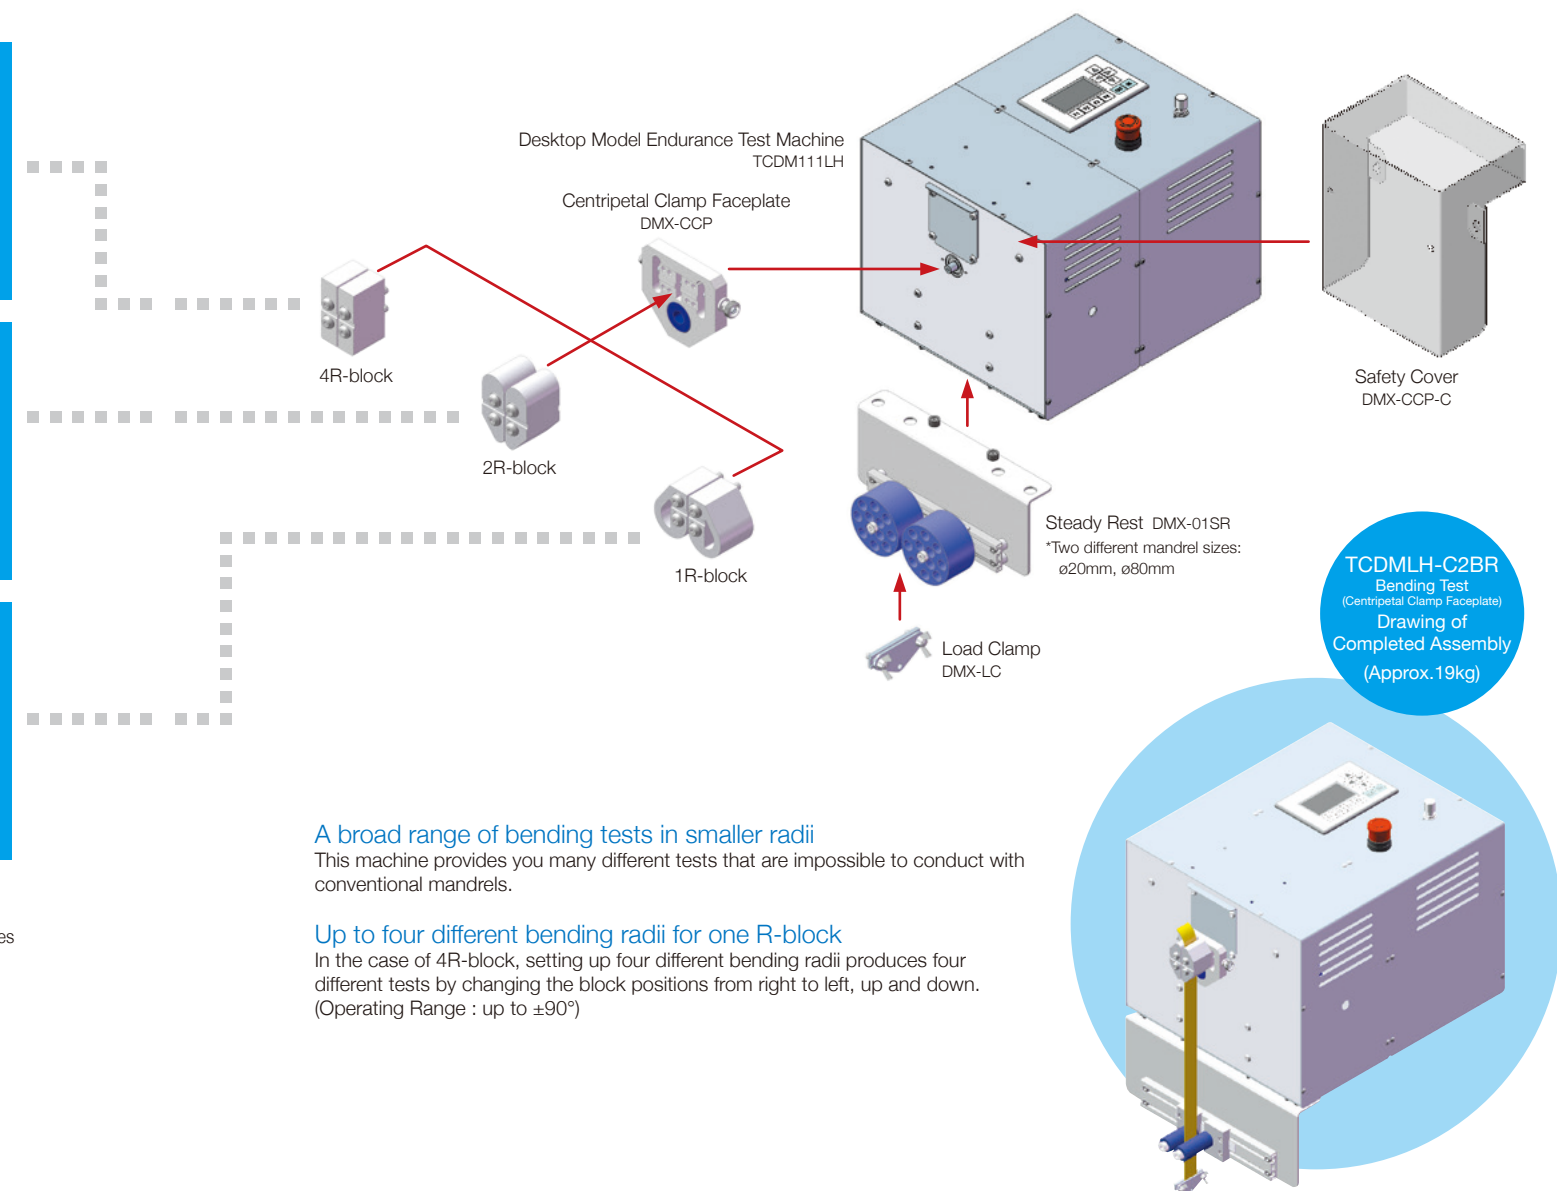 Desktop Model Endurance Test Machine
TCDM111LH
Centripetal Clamp Faceplate
DMX-CCP
4R-block
2R-block
1R-block
Safety Cover
DMX-CCP-C
Steady Rest DMX-01SR
*Two different mandrel sizes:
ø20mm, ø80mm
Load Clamp
DMX-LC
TCDMLH-C2BR
Bending Test
(Centripetal Clamp Faceplate)
Drawing of
Completed Assembly
(Approx.19kg)
A broad range of bending tests in smaller radii
This machine provides you many different tests that are impossible to conduct with
conventional mandrels.
es
Up to four different bending radii for one R-block
In the case of 4R-block, setting up four different bending radii produces four
different tests by changing the block positions from right to left, up and down.
(Operating Range : up to ±90°)